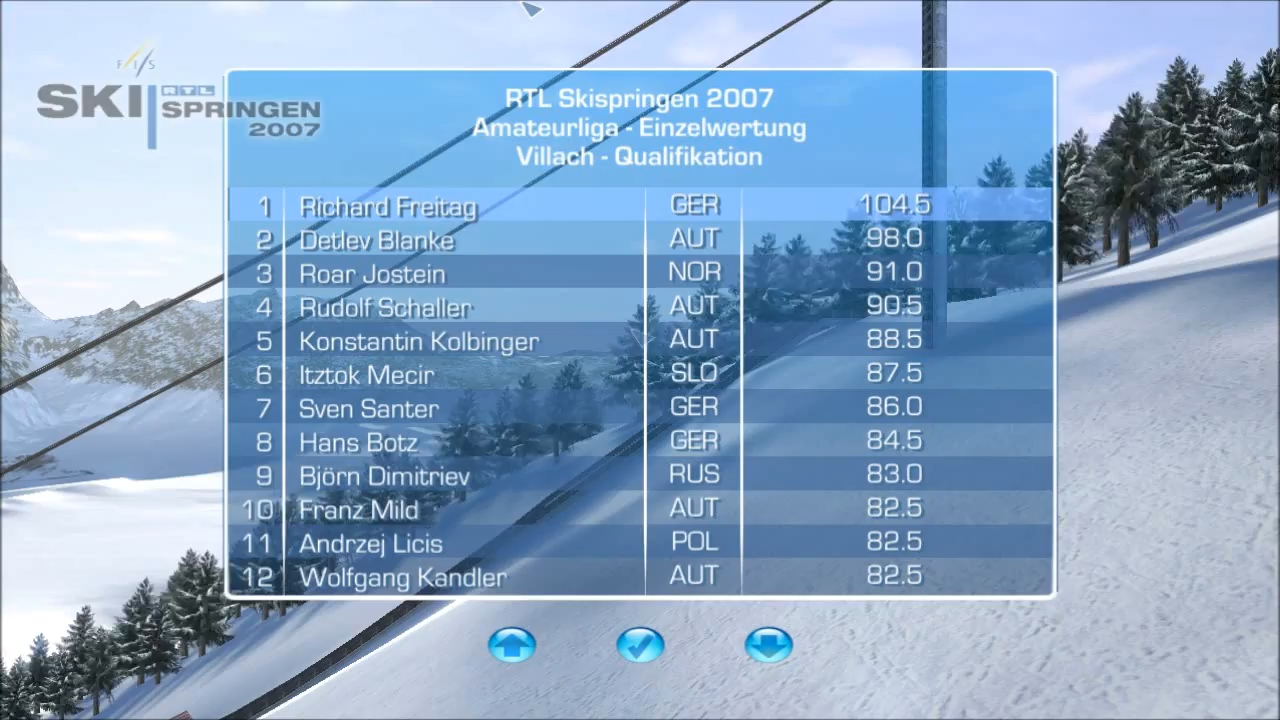 FIS
SKI RTL SPRINGEN 2007
RTL Skispringen 2007
Amateurliga - Einzelwertung
Villach - Qualifikation
1 Richard Freitag GER 104.5
2 Detlev Blanke AUT 98.0
3 Roar Jostein NOR 91.0
4 Rudolf Schaller AUT 90.5
5 Konstantin Kolbinger AUT 88.5
6 Itztok Mecir SLO 87.5
7 Sven Santer GER 86.0
8 Hans Botz GER 84.5
9 Björn Dimitriev RUS 83.0
10 Franz Mild AUT 82.5
11 Andrzej Licis POL 82.5
12 Wolfgang Kandler AUT 82.5